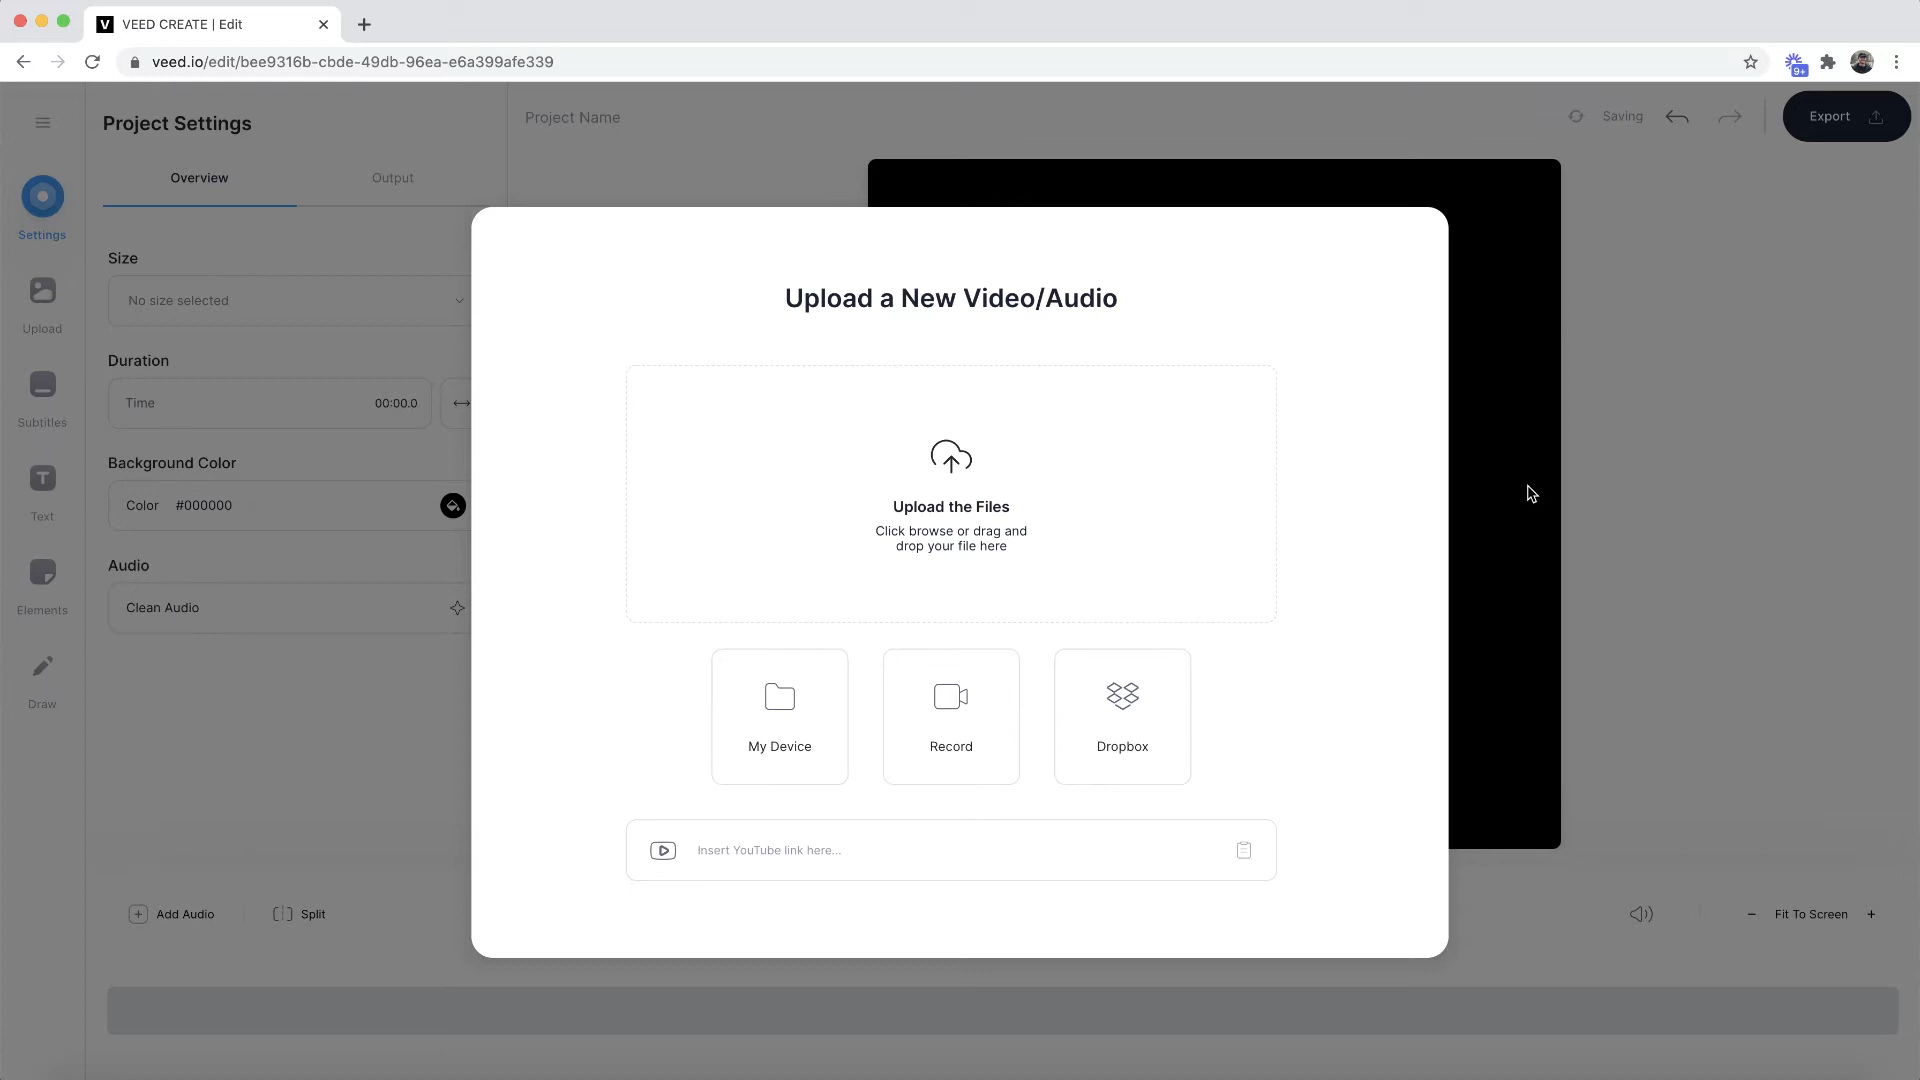 VEED CREATE | Edit
veed.io/edit/bee9316b-cbde-49db-96ea-e6a399afe339
9+
Project Settings
Project Name
Saving
Export
Overview
Output
Settings
Upload
Subtitles
Text
Elements
Draw
Size
No size selected
Duration
Time
00:00.0
Background Color
Color #000000
Audio
Clean Audio
Upload a New Video/Audio
Upload the Files
Click browse or drag and
drop your file here
My Device
Record
Dropbox
Insert YouTube link here...
Add Audio
Split
Fit To Screen